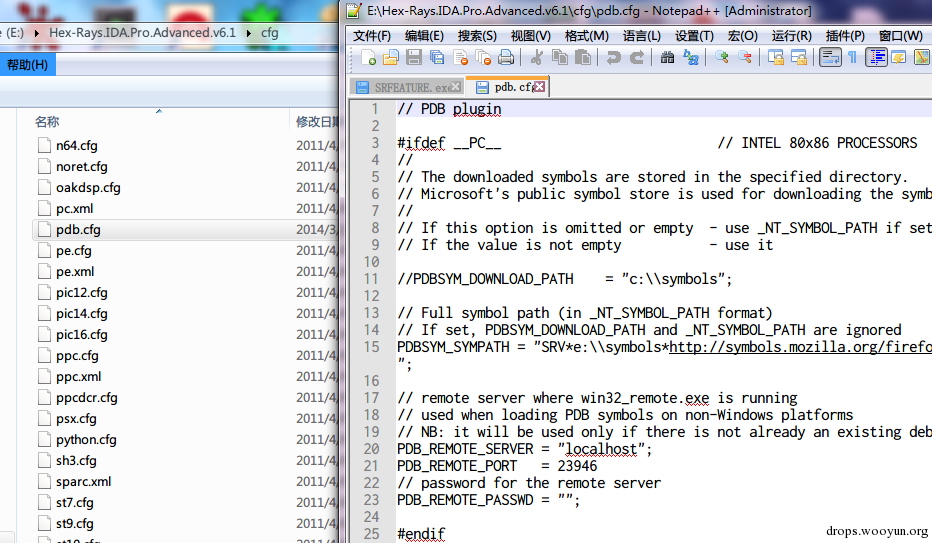 (E:)
Hex-Rays.IDA.Pro.Advanced.v6.1
cfg
帮助(H)
名称
修改日期
n64.cfg
2011/4/
noret.cfg
2011/4/
oakdsp.cfg
2011/4/
pc.xml
2011/4/
pdb.cfg
2014/3/
pe.cfg
2011/4/
pe.xml
2011/4/
pic12.cfg
2011/4/
pic14.cfg
2011/4/
pic16.cfg
2011/4/
ppc.cfg
2011/4/
ppc.xml
2011/4/
ppcdcr.cfg
2011/4/
psx.cfg
2011/4/
python.cfg
2011/4/
sh3.cfg
2011/4/
sparc.xml
2011/4/
st7.cfg
2011/4/
st9.cfg
2011/4/
E:\Hex-Rays.IDA.Pro.Advanced.v6.1\cfg\pdb.cfg - Notepad++ [Administrator]
文件(F) 编辑(E) 搜索(S) 视图(V) 格式(M) 语言(L) 设置(T) 宏(O) 运行(R) 插件(P) 窗口(W)
SRFEATURE.exe
pdb.cfg
1 // PDB plugin
2
3 #ifdef __PC__ // INTEL 80x86 PROCESSORS
4 //
5 // The downloaded symbols are stored in the specified directory.
6 // Microsoft's public symbol store is used for downloading the symb
7 //
8 // If this option is omitted or empty - use _NT_SYMBOL_PATH if set
9 // If the value is not empty - use it
10
11 //PDBSYM_DOWNLOAD_PATH = "c:\\symbols";
12
13 // Full symbol path (in _NT_SYMBOL_PATH format)
14 // If set, PDBSYM_DOWNLOAD_PATH and _NT_SYMBOL_PATH are ignored
15 PDBSYM_SYMPATH = "SRV*e:\\symbols*http://symbols.mozilla.org/firefo
";
16
17 // remote server where win32_remote.exe is running
18 // used when loading PDB symbols on non-Windows platforms
19 // NB: it will be used only if there is not already an existing deb
20 PDB_REMOTE_SERVER = "localhost";
21 PDB_REMOTE_PORT = 23946
22 // password for the remote server
23 PDB_REMOTE_PASSWD = "";
24
25 #endif
drops.wooyun.org